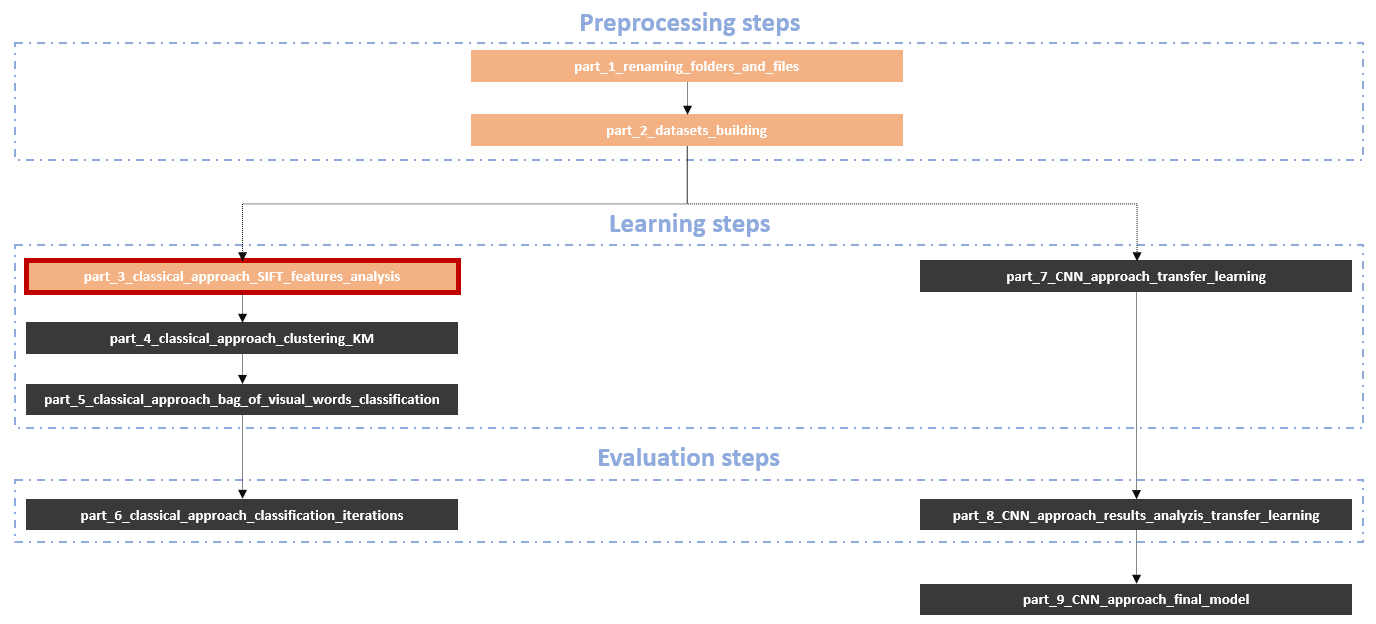 Preprocessing steps
part_1_renaming_folders_and_files
part_2_datasets_building
Learning steps
part_3_classical_approach_SIFT_features_analysis
part_7_CNN_approach_transfer_learning
part_4_classical_approach_clustering_KM
part_5_classical_approach_bag_of_visual_words_classification
Evaluation steps
part_6_classical_approach_classification_iterations
part_8_CNN_approach_results_analyzis_transfer_learning
part_9_CNN_approach_final_model